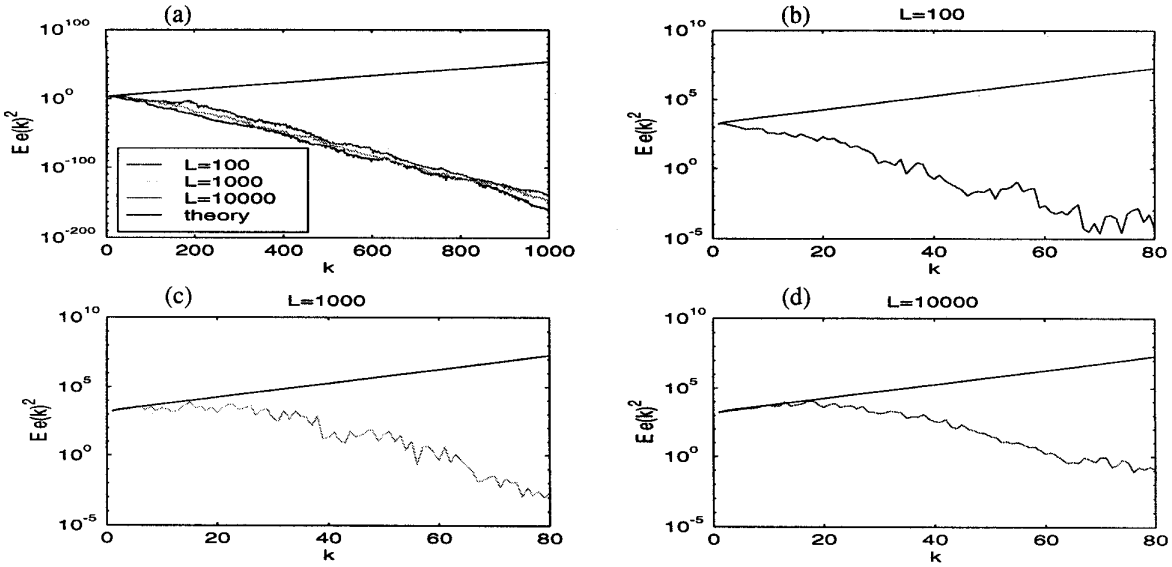 (a)
10^100
10^0
10^-100
10^-200
E e(k)^2
L=100
L=1000
L=10000
theory
0 200 400 600 800 1000
k
(b) L=100
10^10
10^5
10^0
10^-5
E e(k)^2
0 20 40 60 80
k
(c) L=1000
10^10
10^5
10^0
10^-5
E e(k)^2
0 20 40 60 80
k
(d) L=10000
10^10
10^5
10^0
10^-5
E e(k)^2
0 20 40 60 80
k